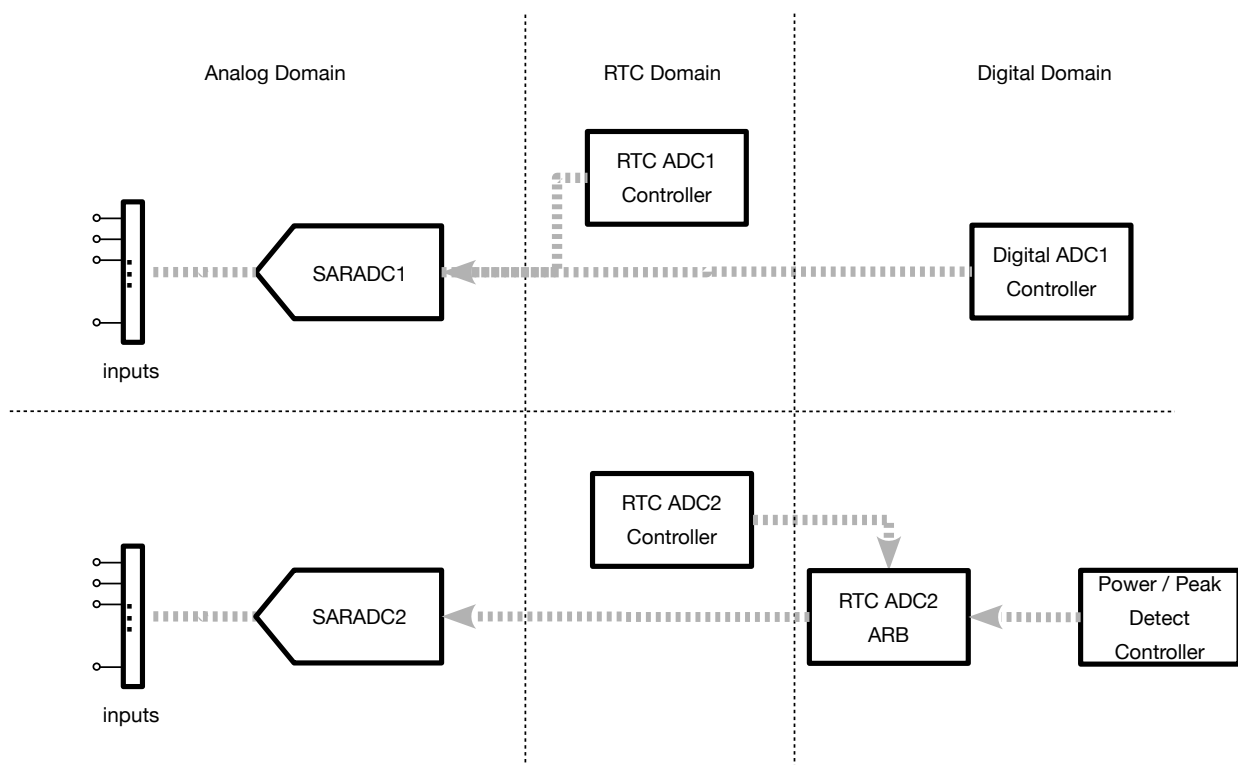 Analog Domain
RTC Domain
Digital Domain
RTC ADC1
Controller
SARADC1
Digital ADC1
Controller
inputs
RTC ADC2
Controller
SARADC2
RTC ADC2
ARB
Power / Peak
Detect
Controller
inputs